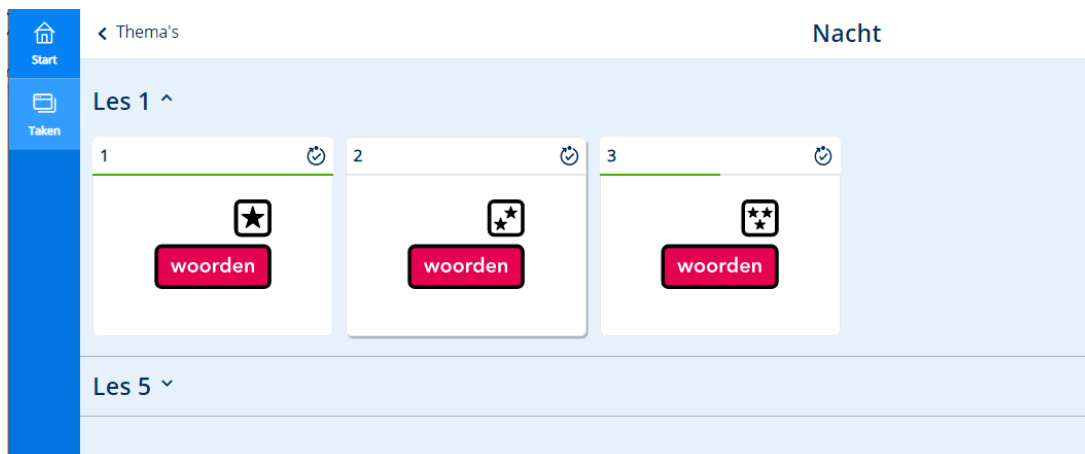 Start
Taken
Thema's
Nacht
Les 1
1
2
3
woorden
woorden
woorden
Les 5